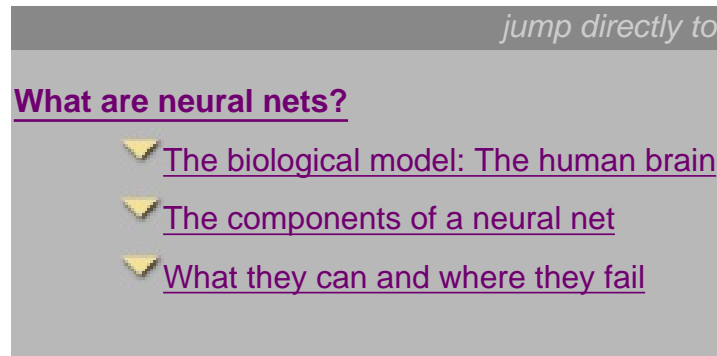 jump directly to
What are neural nets?
The biological model: The human brain
The components of a neural net
What they can and where they fail